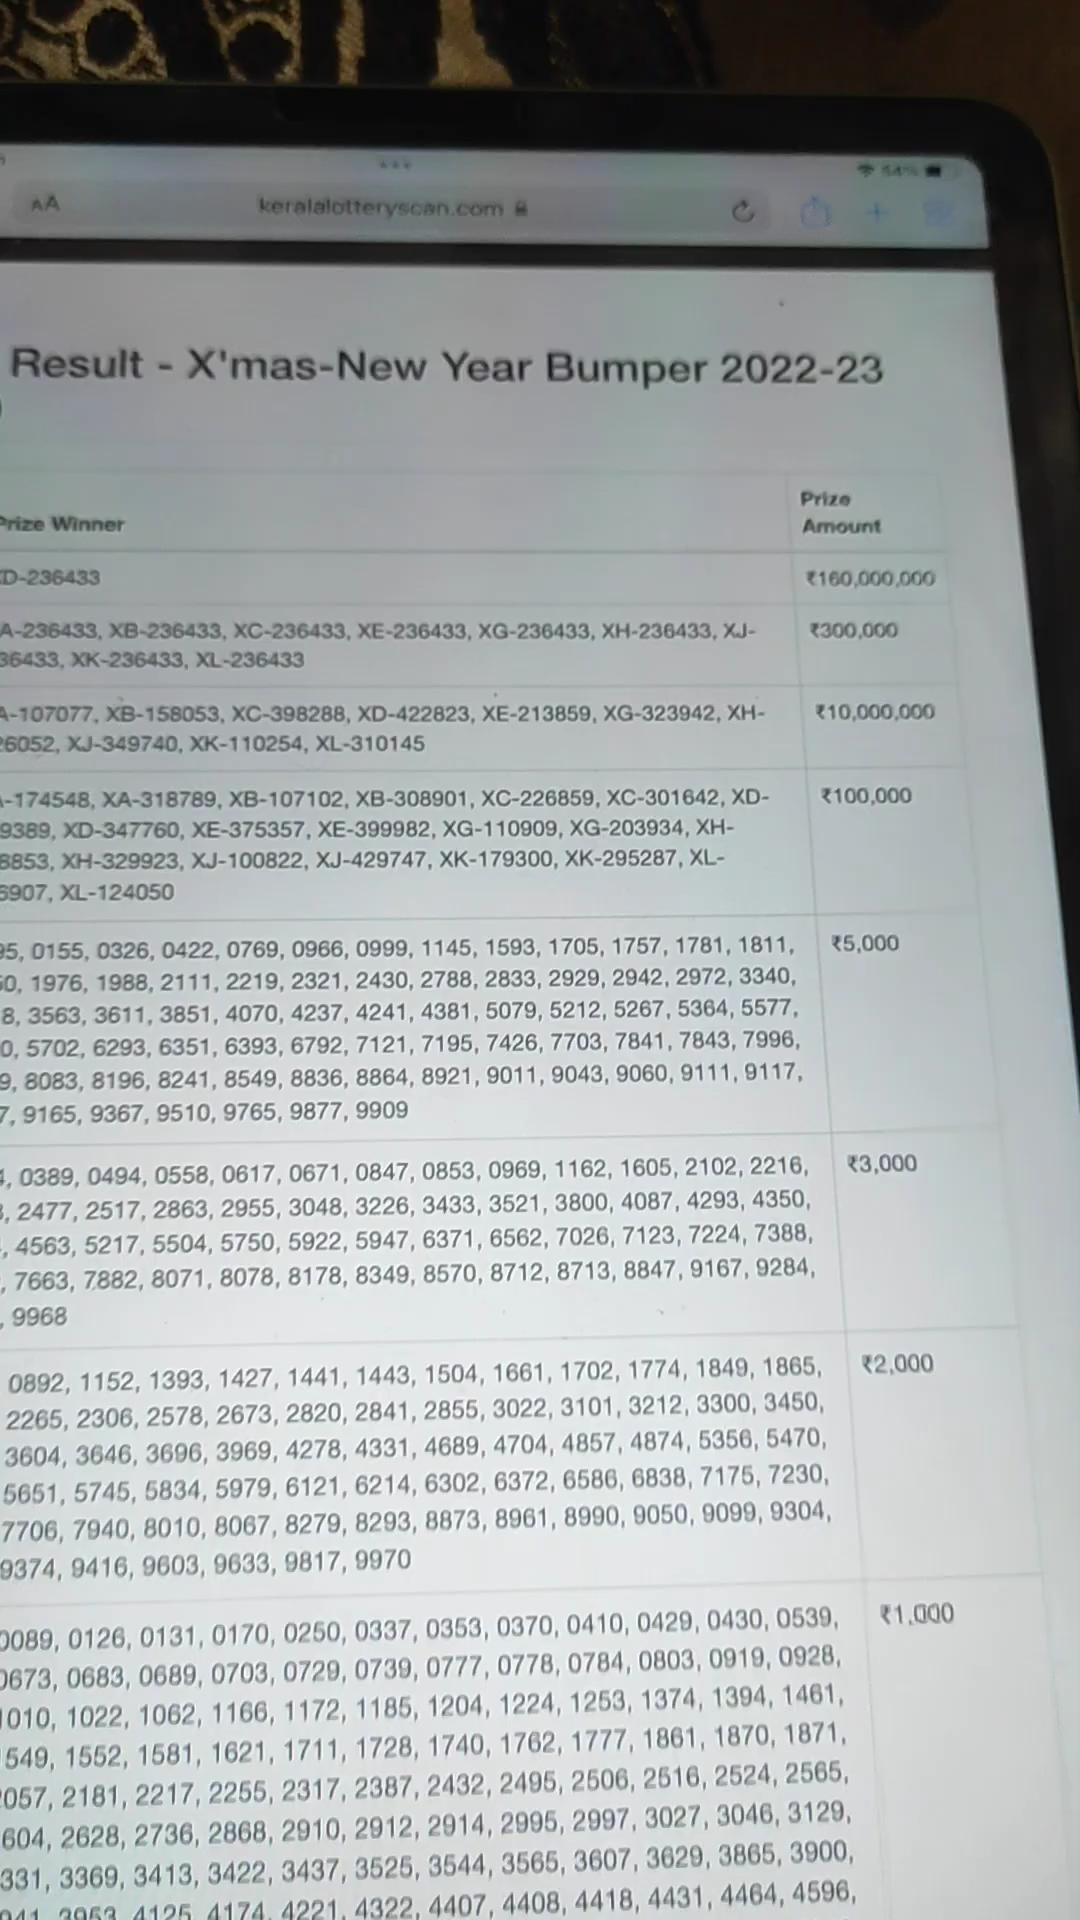 54%
AA
keralalotteryscan.com
Result - X'mas-New Year Bumper 2022-23
)
Prize Winner
Prize
Amount
D-236433
₹160,000,000
A-236433, XB-236433, XC-236433, XE-236433, XG-236433, XH-236433, XJ-
36433, XK-236433, XL-236433
₹300,000
A-107077, XB-158053, XC-398288, XD-422823, XE-213859, XG-323942, XH-
26052, XJ-349740, XK-110254, XL-310145
₹10,000,000
-174548, XA-318789, XB-107102, XB-308901, XC-226859, XC-301642, XD-
9389, XD-347760, XE-375357, XE-399982, XG-110909, XG-203934, XH-
8853, XH-329923, XJ-100822, XJ-429747, XK-179300, XK-295287, XL-
6907, XL-124050
₹100,000
95, 0155, 0326, 0422, 0769, 0966, 0999, 1145, 1593, 1705, 1757, 1781, 1811,
0, 1976, 1988, 2111, 2219, 2321, 2430, 2788, 2833, 2929, 2942, 2972, 3340,
8, 3563, 3611, 3851, 4070, 4237, 4241, 4381, 5079, 5212, 5267, 5364, 5577,
0, 5702, 6293, 6351, 6393, 6792, 7121, 7195, 7426, 7703, 7841, 7843, 7996,
9, 8083, 8196, 8241, 8549, 8836, 8864, 8921, 9011, 9043, 9060, 9111, 9117,
7, 9165, 9367, 9510, 9765, 9877, 9909
₹5,000
4, 0389, 0494, 0558, 0617, 0671, 0847, 0853, 0969, 1162, 1605, 2102, 2216,
, 2477, 2517, 2863, 2955, 3048, 3226, 3433, 3521, 3800, 4087, 4293, 4350,
, 4563, 5217, 5504, 5750, 5922, 5947, 6371, 6562, 7026, 7123, 7224, 7388,
, 7663, 7882, 8071, 8078, 8178, 8349, 8570, 8712, 8713, 8847, 9167, 9284,
, 9968
₹3,000
0892, 1152, 1393, 1427, 1441, 1443, 1504, 1661, 1702, 1774, 1849, 1865,
2265, 2306, 2578, 2673, 2820, 2841, 2855, 3022, 3101, 3212, 3300, 3450,
3604, 3646, 3696, 3969, 4278, 4331, 4689, 4704, 4857, 4874, 5356, 5470,
5651, 5745, 5834, 5979, 6121, 6214, 6302, 6372, 6586, 6838, 7175, 7230,
7706, 7940, 8010, 8067, 8279, 8293, 8873, 8961, 8990, 9050, 9099, 9304,
9374, 9416, 9603, 9633, 9817, 9970
₹2,000
0089, 0126, 0131, 0170, 0250, 0337, 0353, 0370, 0410, 0429, 0430, 0539,
0673, 0683, 0689, 0703, 0729, 0739, 0777, 0778, 0784, 0803, 0919, 0928,
1010, 1022, 1062, 1166, 1172, 1185, 1204, 1224, 1253, 1374, 1394, 1461,
549, 1552, 1581, 1621, 1711, 1728, 1740, 1762, 1777, 1861, 1870, 1871,
2057, 2181, 2217, 2255, 2317, 2387, 2432, 2495, 2506, 2516, 2524, 2565,
604, 2628, 2736, 2868, 2910, 2912, 2914, 2995, 2997, 3027, 3046, 3129,
331, 3369, 3413, 3422, 3437, 3525, 3544, 3565, 3607, 3629, 3865, 3900,
3953, 4125, 4174, 4221, 4322, 4407, 4408, 4418, 4431, 4464, 4596,
₹1,000